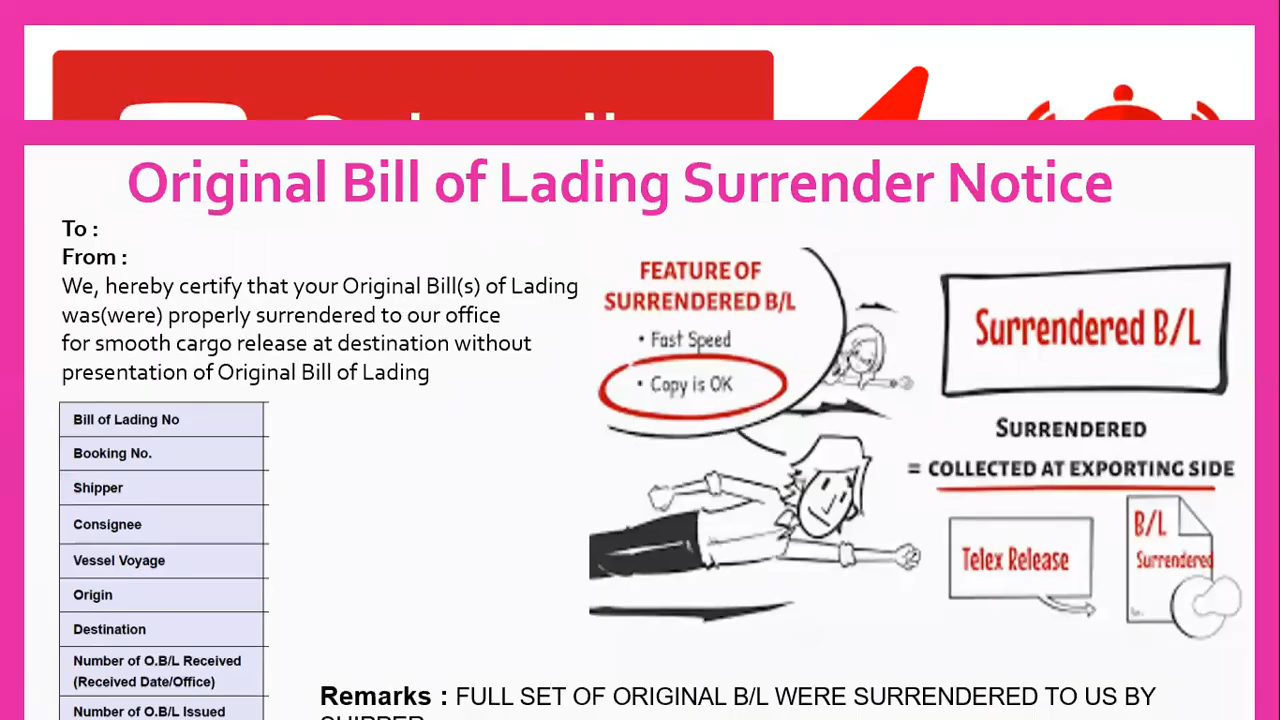 Original Bill of Lading Surrender Notice
To :
From :
We, hereby certify that your Original Bill(s) of Lading
was(were) properly surrendered to our office
for smooth cargo release at destination without
presentation of Original Bill of Lading
Bill of Lading No
Booking No.
Shipper
Consignee
Vessel Voyage
Origin
Destination
Number of O.B/L Received
(Received Date/Office)
Number of O.B/L Issued
FEATURE OF
SURRENDERED B/L
• Fast Speed
• Copy is OK
Surrendered B/L
SURRENDERED
= COLLECTED AT EXPORTING SIDE
Telex Release
B/L
Surrendered
Remarks : FULL SET OF ORIGINAL B/L WERE SURRENDERED TO US BY
SHIPPER